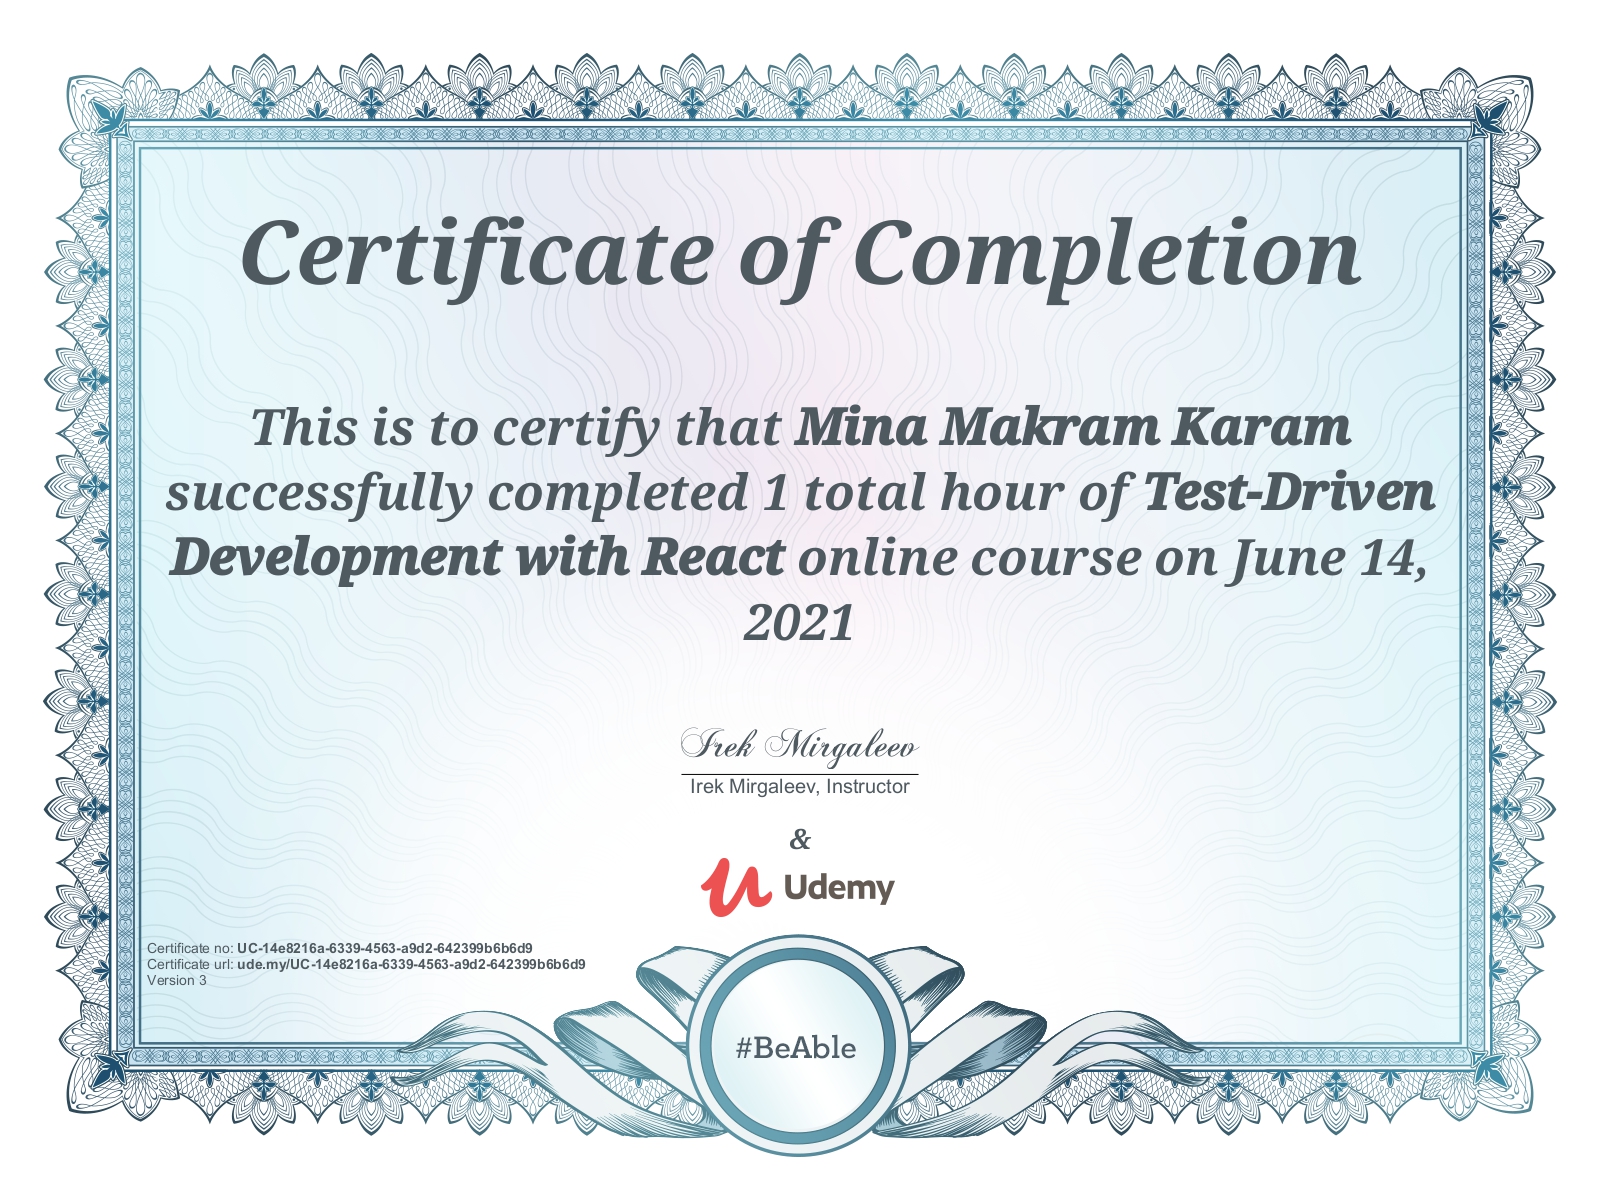 Certificate of Completion
This is to certify that Mina Makram Karam
successfully completed 1 total hour of Test-Driven
Development with React online course on June 14,
2021
Irek Mirgaleev
Irek Mirgaleev, Instructor
&
Udemy
Certificate no: UC-14e8216a-6339-4563-a9d2-642399b6b6d9
Certificate url: ude.my/UC-14e8216a-6339-4563-a9d2-642399b6b6d9
Version 3
#BeAble